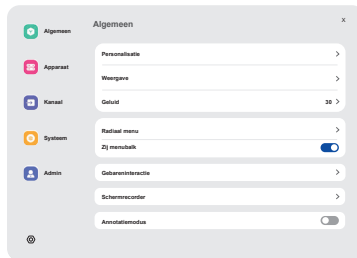 Algemeen
x
Algemeen
Apparaat
Kanaal
Systeem
Admin
Personalisatie
Weergave
Geluid 30
Radiaal menu
Zij menubalk
Gebareninteractie
Schermrecorder
Annotatiemodus